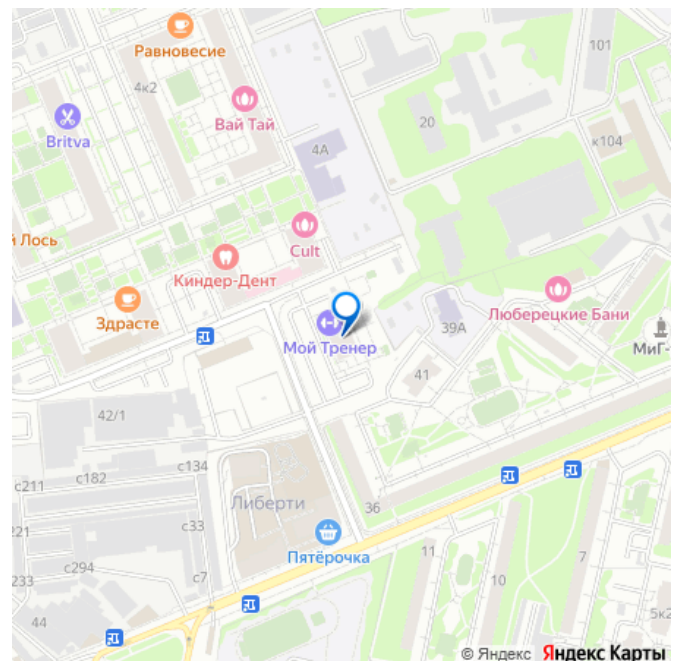 Равновесие
4к2
101
Britva
Вай Тай
20
к104
4А
й Лось
Cult
Киндер-Дент
Здрасте
Люберецкие Бани
Мой Тренер
39А
МиГ-
41
42/1
с134
с211
с182
Либерти
36
с33
221
Пятёрочка
11
7
с294
10
233
с7
5к2
44
© Яндекс Яндекс Карты